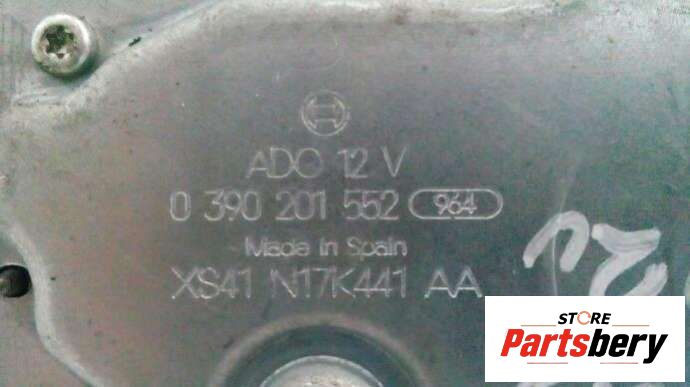 ADO 12 V
0 390 201 552 964
Made in Spain
XS41 N17K441 AA
STORE
Partsbery